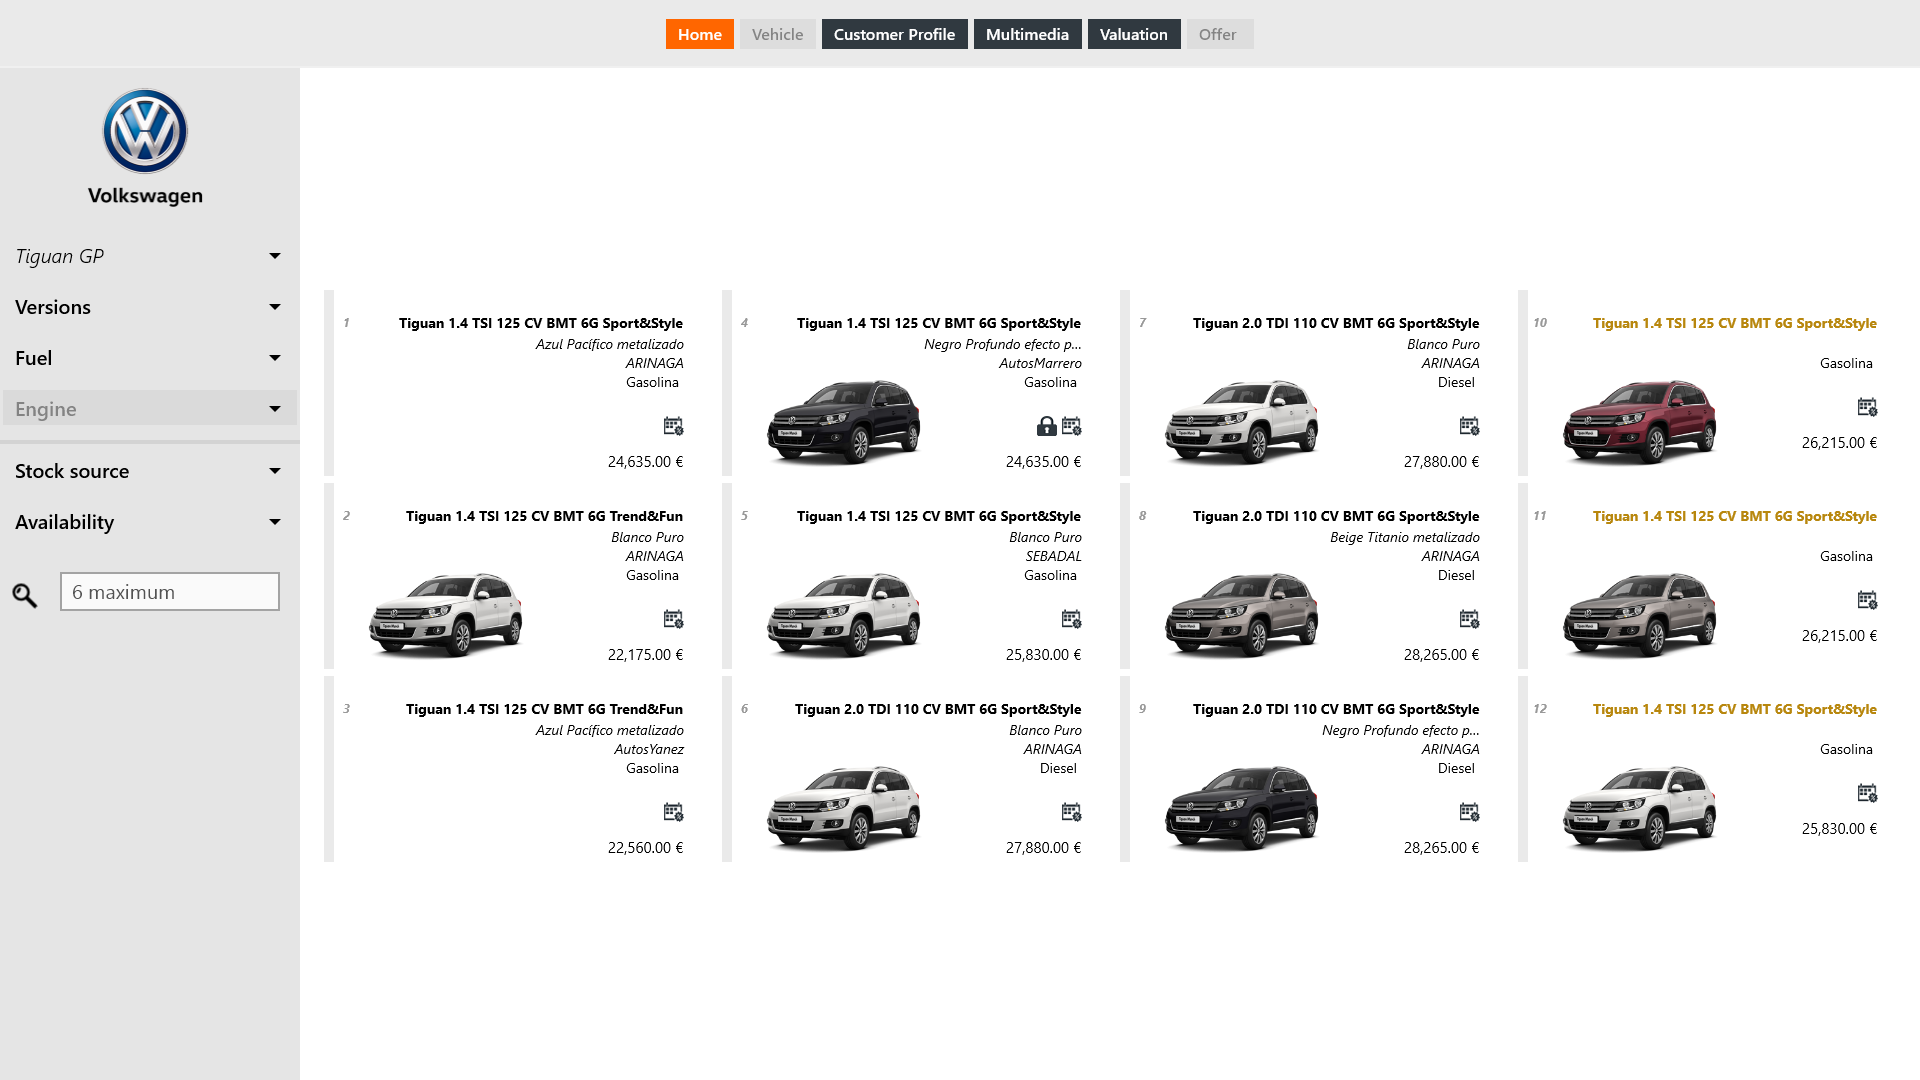 Home
Vehicle
Customer Profile
Multimedia
Valuation
Offer
Volkswagen
Tiguan GP
Versions
Fuel
Engine
Stock source
Availability
6 maximum
1
Tiguan 1.4 TSI 125 CV BMT 6G Sport&Style
Azul Pacífico metalizado
ARINAGA
Gasolina
24,635.00 €
2
Tiguan 1.4 TSI 125 CV BMT 6G Trend&Fun
Blanco Puro
ARINAGA
Gasolina
22,175.00 €
3
Tiguan 1.4 TSI 125 CV BMT 6G Trend&Fun
Azul Pacífico metalizado
AutosYanez
Gasolina
22,560.00 €
4
Tiguan 1.4 TSI 125 CV BMT 6G Sport&Style
Negro Profundo efecto p...
AutosMarrero
Gasolina
24,635.00 €
5
Tiguan 1.4 TSI 125 CV BMT 6G Sport&Style
Blanco Puro
SEBADAL
Gasolina
25,830.00 €
6
Tiguan 2.0 TDI 110 CV BMT 6G Sport&Style
Blanco Puro
ARINAGA
Diesel
27,880.00 €
7
Tiguan 2.0 TDI 110 CV BMT 6G Sport&Style
Blanco Puro
ARINAGA
Diesel
27,880.00 €
8
Tiguan 2.0 TDI 110 CV BMT 6G Sport&Style
Beige Titanio metalizado
ARINAGA
Diesel
28,265.00 €
9
Tiguan 2.0 TDI 110 CV BMT 6G Sport&Style
Negro Profundo efecto p...
ARINAGA
Diesel
28,265.00 €
10
Tiguan 1.4 TSI 125 CV BMT 6G Sport&Style
Gasolina
26,215.00 €
11
Tiguan 1.4 TSI 125 CV BMT 6G Sport&Style
Gasolina
26,215.00 €
12
Tiguan 1.4 TSI 125 CV BMT 6G Sport&Style
Gasolina
25,830.00 €